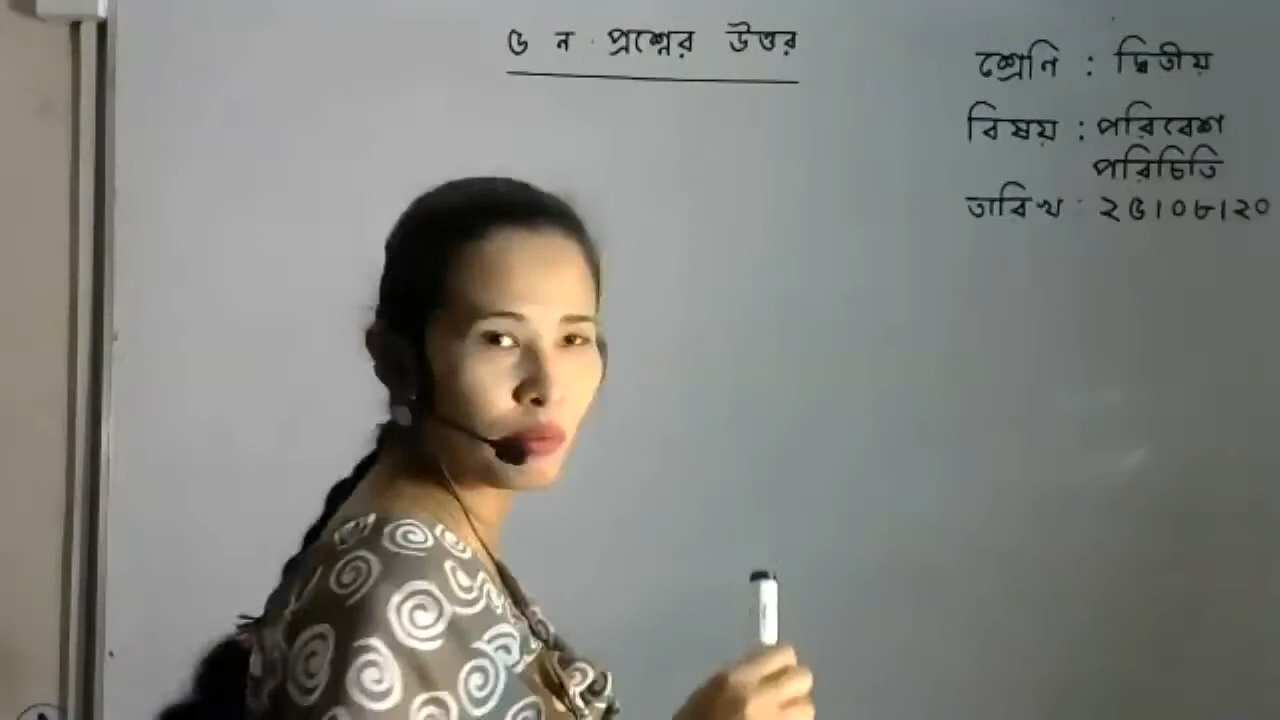 ৬ ন প্রশ্নের উত্তর
শ্রেনি : দ্বিতীয়
বিষয় : পরিবেশ
পরিচিতি
তারিখ : ২৫।০৮।২০